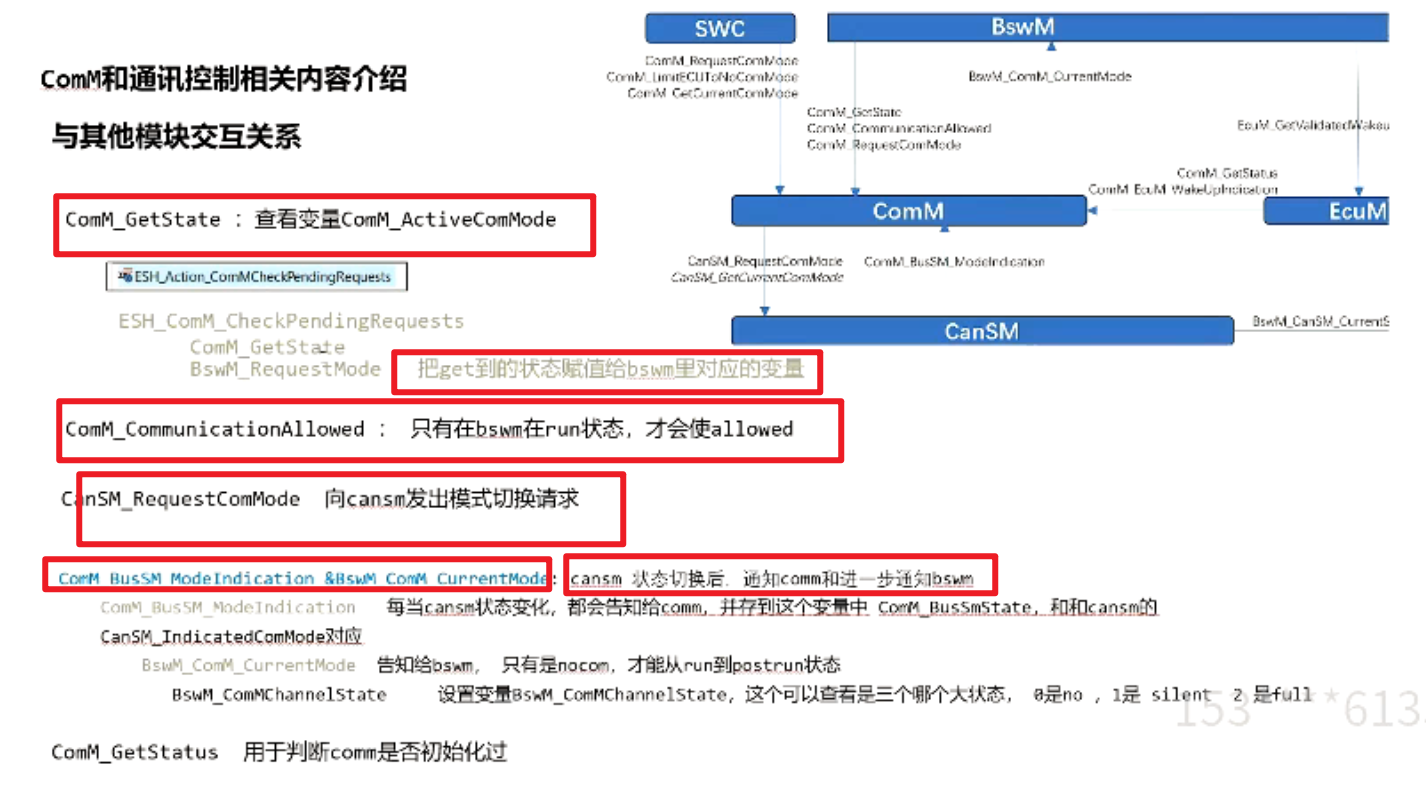 SWC
BswM
ComM和通讯控制相关内容介绍
与其他模块交互关系
ComM_RequestComMode
ComM_LimitECUToNoComMode
ComM_GetCurrentComMode
BswM_ComM_CurrentMode
ComM_GetState
ComM_CommunicationAllowed
ComM_RequestComMode
EcuM_GetValidatedWakeu
ComM_GetStatus
ComM_EcuM_WakeUpIndication
ComM
EcuM
ComM_GetState ：查看变量ComM_ActiveComMode
CanSM_RequestComMode
CanSM_GetCurrentComMode
ComM_BusSM_ModeIndication
ESH_Action_ComMCheckPendingRequests
ESH_ComM_CheckPendingRequests
CanSM
BswM_CanSM_CurrentS
ComM_GetState
BswM_RequestMode 把get到的状态赋值给bswm里对应的变量
ComM_CommunicationAllowed ： 只有在bswm在run状态，才会使allowed
CanSM_RequestComMode 向cansm发出模式切换请求
ComM_BusSM_ModeIndication &BswM_ComM_CurrentMode: cansm 状态切换后，通知comm和进一步通知bswm
ComM_BusSM_ModeIndication 每当cansm状态变化，都会告知给comm，并存到这个变量中 ComM_BusSmState，和和cansm的
CanSM_IndicatedComMode对应
BswM_ComM_CurrentMode 告知给bswm， 只有是nocom，才能从run到postrun状态
BswM_ComMChannelState 设置变量BswM_ComMChannelState，这个可以查看是三个哪个大状态， 0是no ，1是 silent 2 是full
153 **613
ComM_GetStatus 用于判断comm是否初始化过